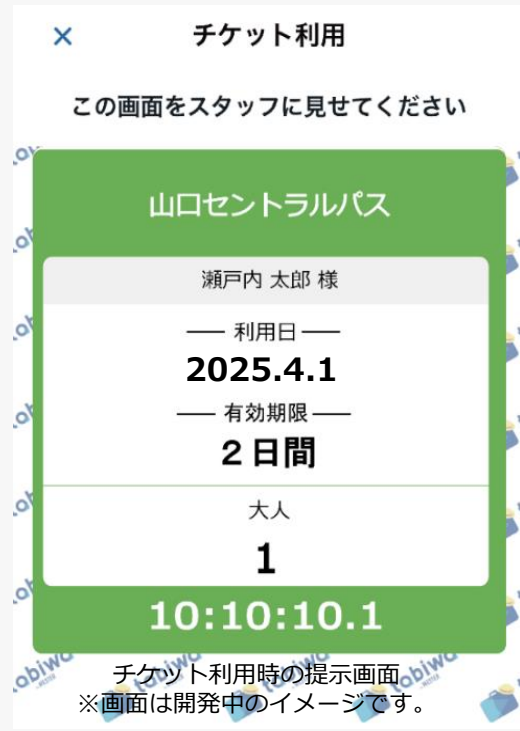 × チケット利用
この画面をスタッフに見せてください
山口セントラルパス
瀬戸内 太郎 様
利用日
2025.4.1
有効期限
2日間
大人
1
10:10:10.1
チケット利用時の提示画面
※画面は開発中のイメージです。
tabiwa